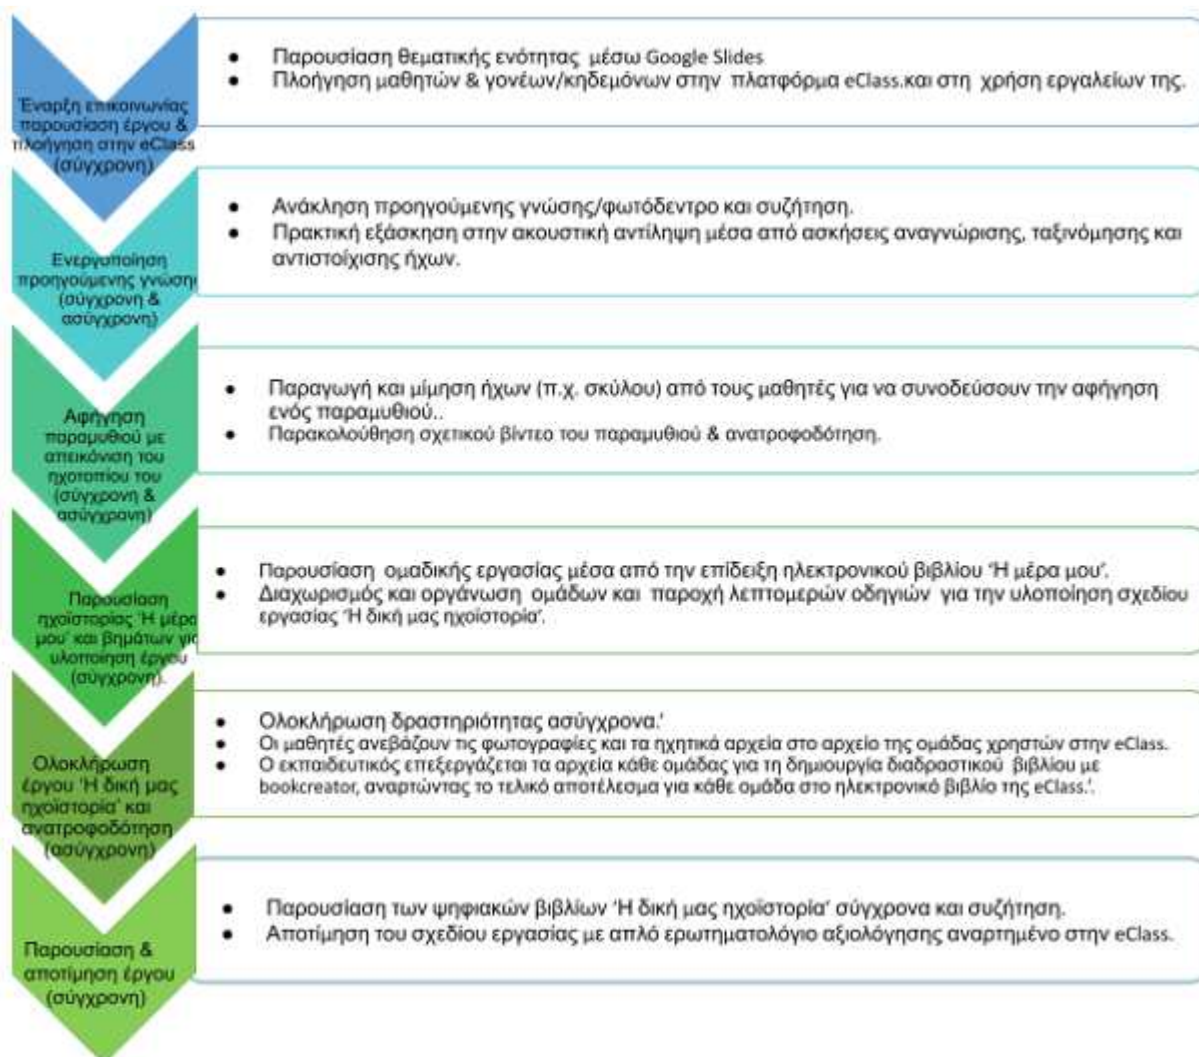 Έναρξη επικοινωνίας
παρουσίαση έργου &
πλοήγηση στην eClass
(σύγχρονη)
● Παρουσίαση θεματικής ενότητας μέσω Google Slides
● Πλοήγηση μαθητών & γονέων/κηδεμόνων στην πλατφόρμα eClass.και στη χρήση εργαλείων της.
Ενεργοποίηση
προηγούμενης γνώσης
(σύγχρονη &
ασύγχρονη)
● Ανάκληση προηγούμενης γνώσης/φωτόδεντρο και συζήτηση.
● Πρακτική εξάσκηση στην ακουστική αντίληψη μέσα από ασκήσεις αναγνώρισης, ταξινόμησης και
αντιστοίχισης ήχων.
Αφήγηση
παραμυθιού με
απεικόνιση του
ηχοτοπίου του
(σύγχρονη &
ασύγχρονη)
● Παραγωγή και μίμηση ήχων (π.χ. σκύλου) από τους μαθητές για να συνοδεύσουν την αφήγηση
ενός παραμυθιού..
● Παρακολούθηση σχετικού βίντεο του παραμυθιού & ανατροφοδότηση.
Παρουσίαση
ηχοϊστορίας 'Η μέρα
μου' και βημάτων για
υλοποίηση έργου
(σύγχρονη).
● Παρουσίαση ομαδικής εργασίας μέσα από την επίδειξη ηλεκτρονικού βιβλίου 'Η μέρα μου'.
● Διαχωρισμός και οργάνωση ομάδων και παροχή λεπτομερών οδηγιών για την υλοποίηση σχεδίου
εργασίας 'Η δική μας ηχοϊστορία'.
Ολοκλήρωση
έργου 'Η δική μας
ηχοϊστορία' και
ανατροφοδότηση
(ασύγχρονη)
● Ολοκλήρωση δραστηριότητας ασύγχρονα.'
● Οι μαθητές ανεβάζουν τις φωτογραφίες και τα ηχητικά αρχεία στο αρχείο της ομάδας χρηστών στην eClass.
● Ο εκπαιδευτικός επεξεργάζεται τα αρχεία κάθε ομάδας για τη δημιουργία διαδραστικού βιβλίου με
bookcreator, αναρτώντας το τελικό αποτέλεσμα για κάθε ομάδα στο ηλεκτρονικό βιβλίο της eClass.'.
Παρουσίαση &
αποτίμηση έργου
(σύγχρονη)
● Παρουσίαση των ψηφιακών βιβλίων 'Η δική μας ηχοϊστορία' σύγχρονα και συζήτηση.
● Αποτίμηση του σχεδίου εργασίας με απλό ερωτηματολόγιο αξιολόγησης αναρτημένο στην eClass.